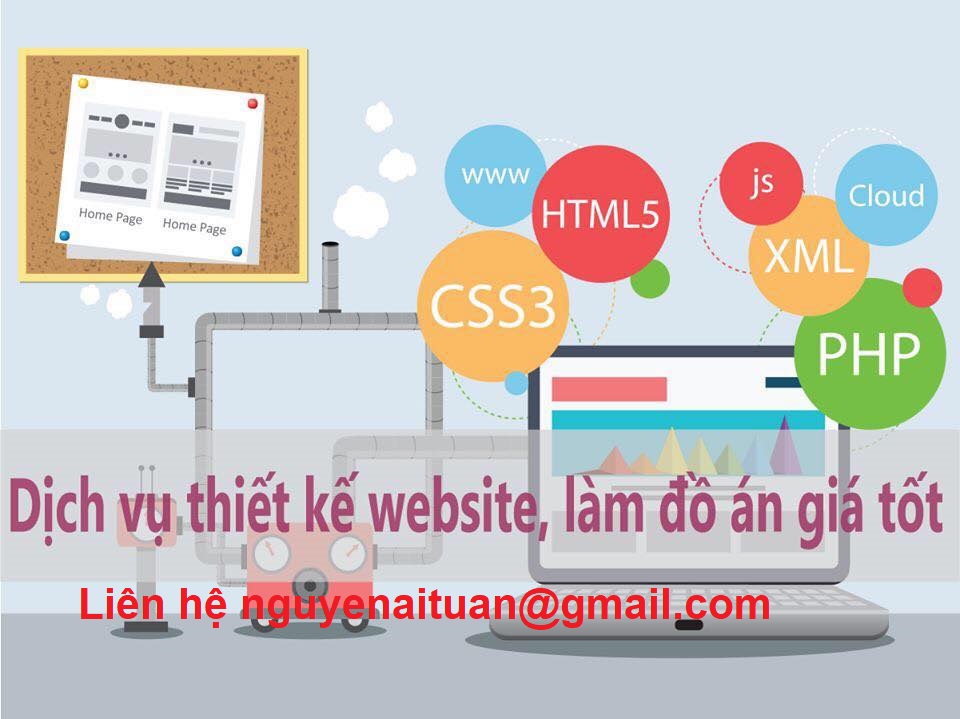 Home Page
Home Page
www
HTML5
CSS3
js
Cloud
XML
PHP
Dịch vụ thiết kế website, làm đồ án giá tốt
Liên hệ nguyenaituan@gmail.com